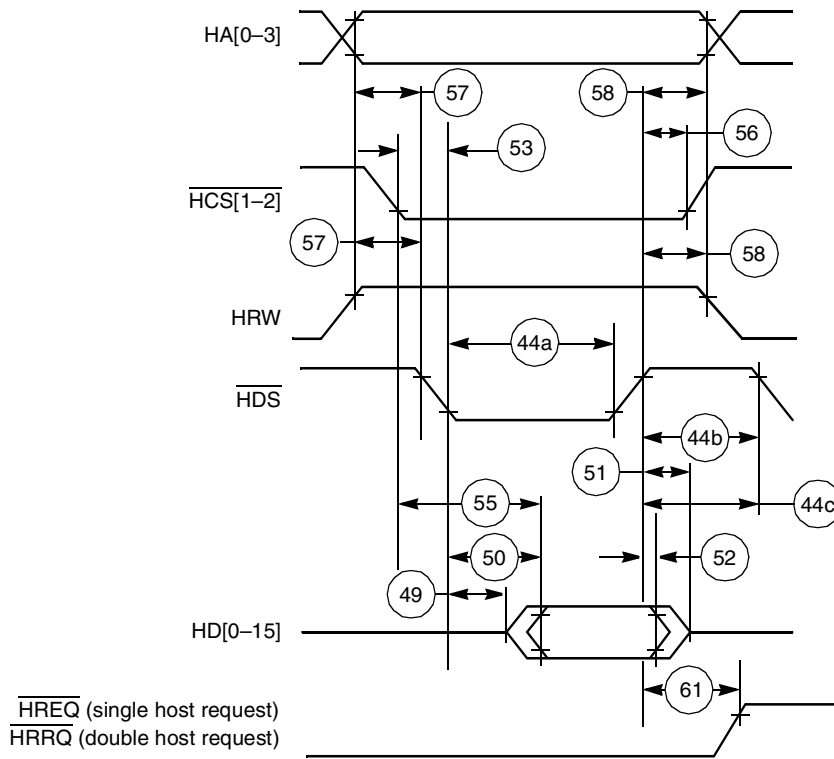 HA[0–3]
57
58
53
56
HCS[1–2]
57
58
HRW
44a
HDS
44b
51
55
44c
50
52
49
HD[0–15]
61
HREQ (single host request)
HRRQ (double host request)